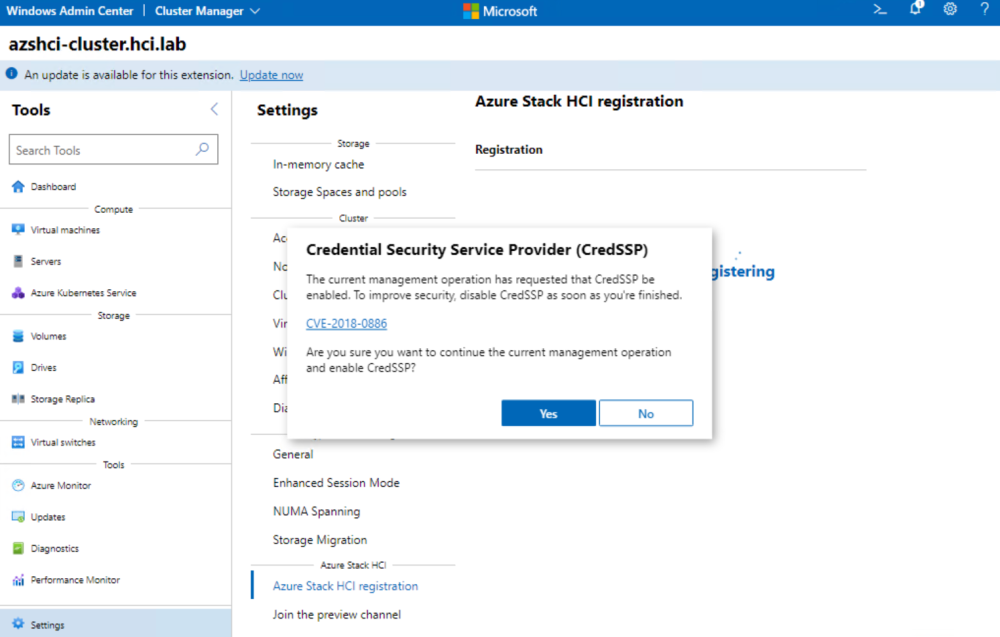 Windows Admin Center | Cluster Manager
Microsoft
1
?
azshci-cluster.hci.lab
An update is available for this extension. Update now
Tools
Search Tools
Dashboard
Compute
Virtual machines
Servers
Azure Kubernetes Service
Storage
Volumes
Drives
Storage Replica
Networking
Virtual switches
Tools
Azure Monitor
Updates
Diagnostics
Performance Monitor
Settings
Settings
Storage
In-memory cache
Storage Spaces and pools
Cluster
Ac
No
Clu
Vir
Wi
Aff
Dia
General
Enhanced Session Mode
NUMA Spanning
Storage Migration
Azure Stack HCI
Azure Stack HCI registration
Join the preview channel
Azure Stack HCI registration
Registration
gistering
Credential Security Service Provider (CredSSP)
The current management operation has requested that CredSSP be
enabled. To improve security, disable CredSSP as soon as you're finished.
CVE-2018-0886
Are you sure you want to continue the current management operation
and enable CredSSP?
Yes
No